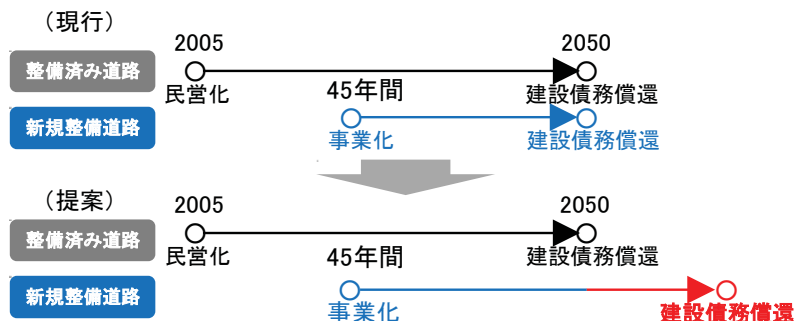 （現行）
2005 2050
整備済み道路
民営化 45年間 建設債務償還
新規整備道路
事業化 建設債務償還
（提案）
2005 2050
整備済み道路
民営化 45年間 建設債務償還
新規整備道路
事業化 建設債務償還